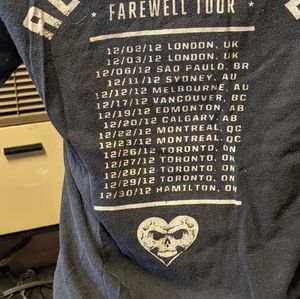 FAREWELL TOUR
12/02/12 LONDON, UK
12/03/12 LONDON, UK
12/06/12 SAO PAULO, BR
12/11/12 SYDNEY, AU
12/12/12 MELBOURNE, AU
12/17/12 VANCOUVER, BC
12/19/12 EDMONTON, AB
12/20/12 CALGARY, AB
12/22/12 MONTREAL, QC
12/23/12 MONTREAL, QC
12/26/12 TORONTO, ON
12/27/12 TORONTO, ON
12/28/12 TORONTO, ON
12/29/12 TORONTO, ON
12/30/12 HAMILTON, ON